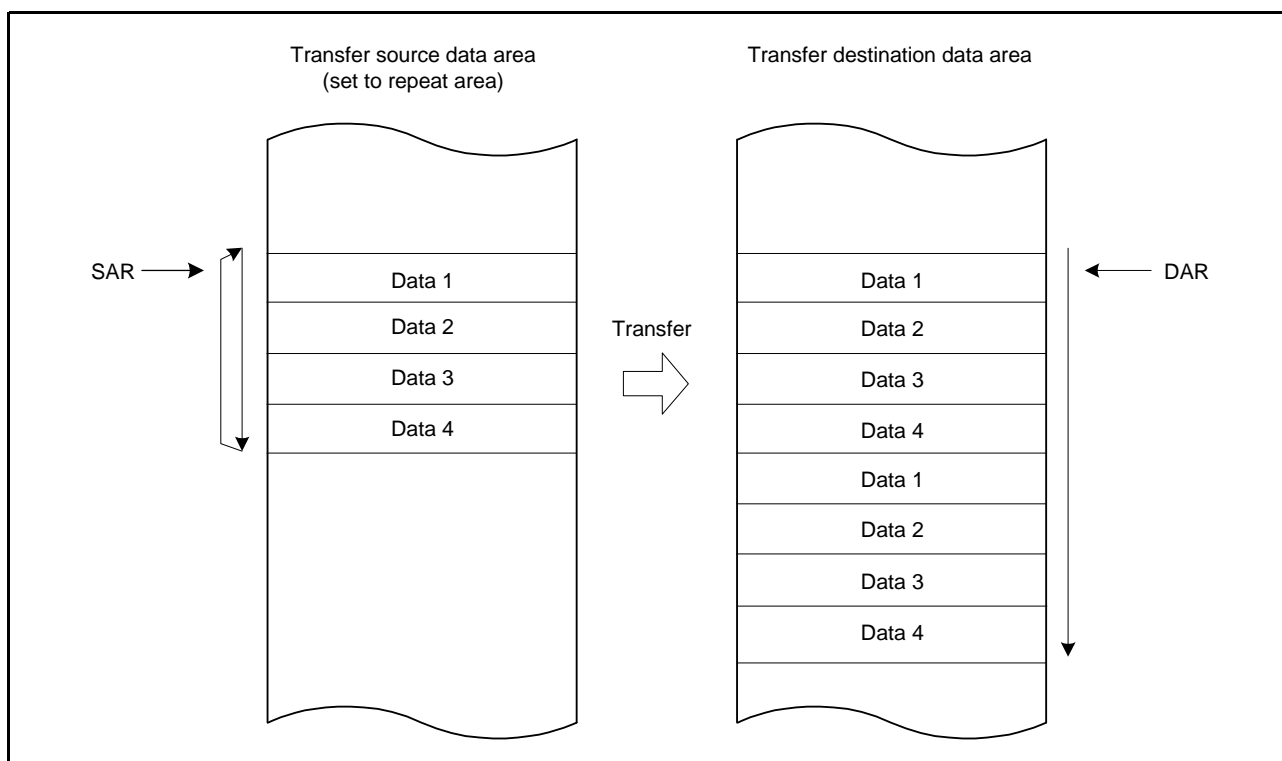 Transfer source data area
(set to repeat area)
Transfer destination data area
SAR
Data 1
Data 2
Data 3
Data 4
Transfer
Data 1
Data 2
Data 3
Data 4
Data 1
Data 2
Data 3
Data 4
DAR